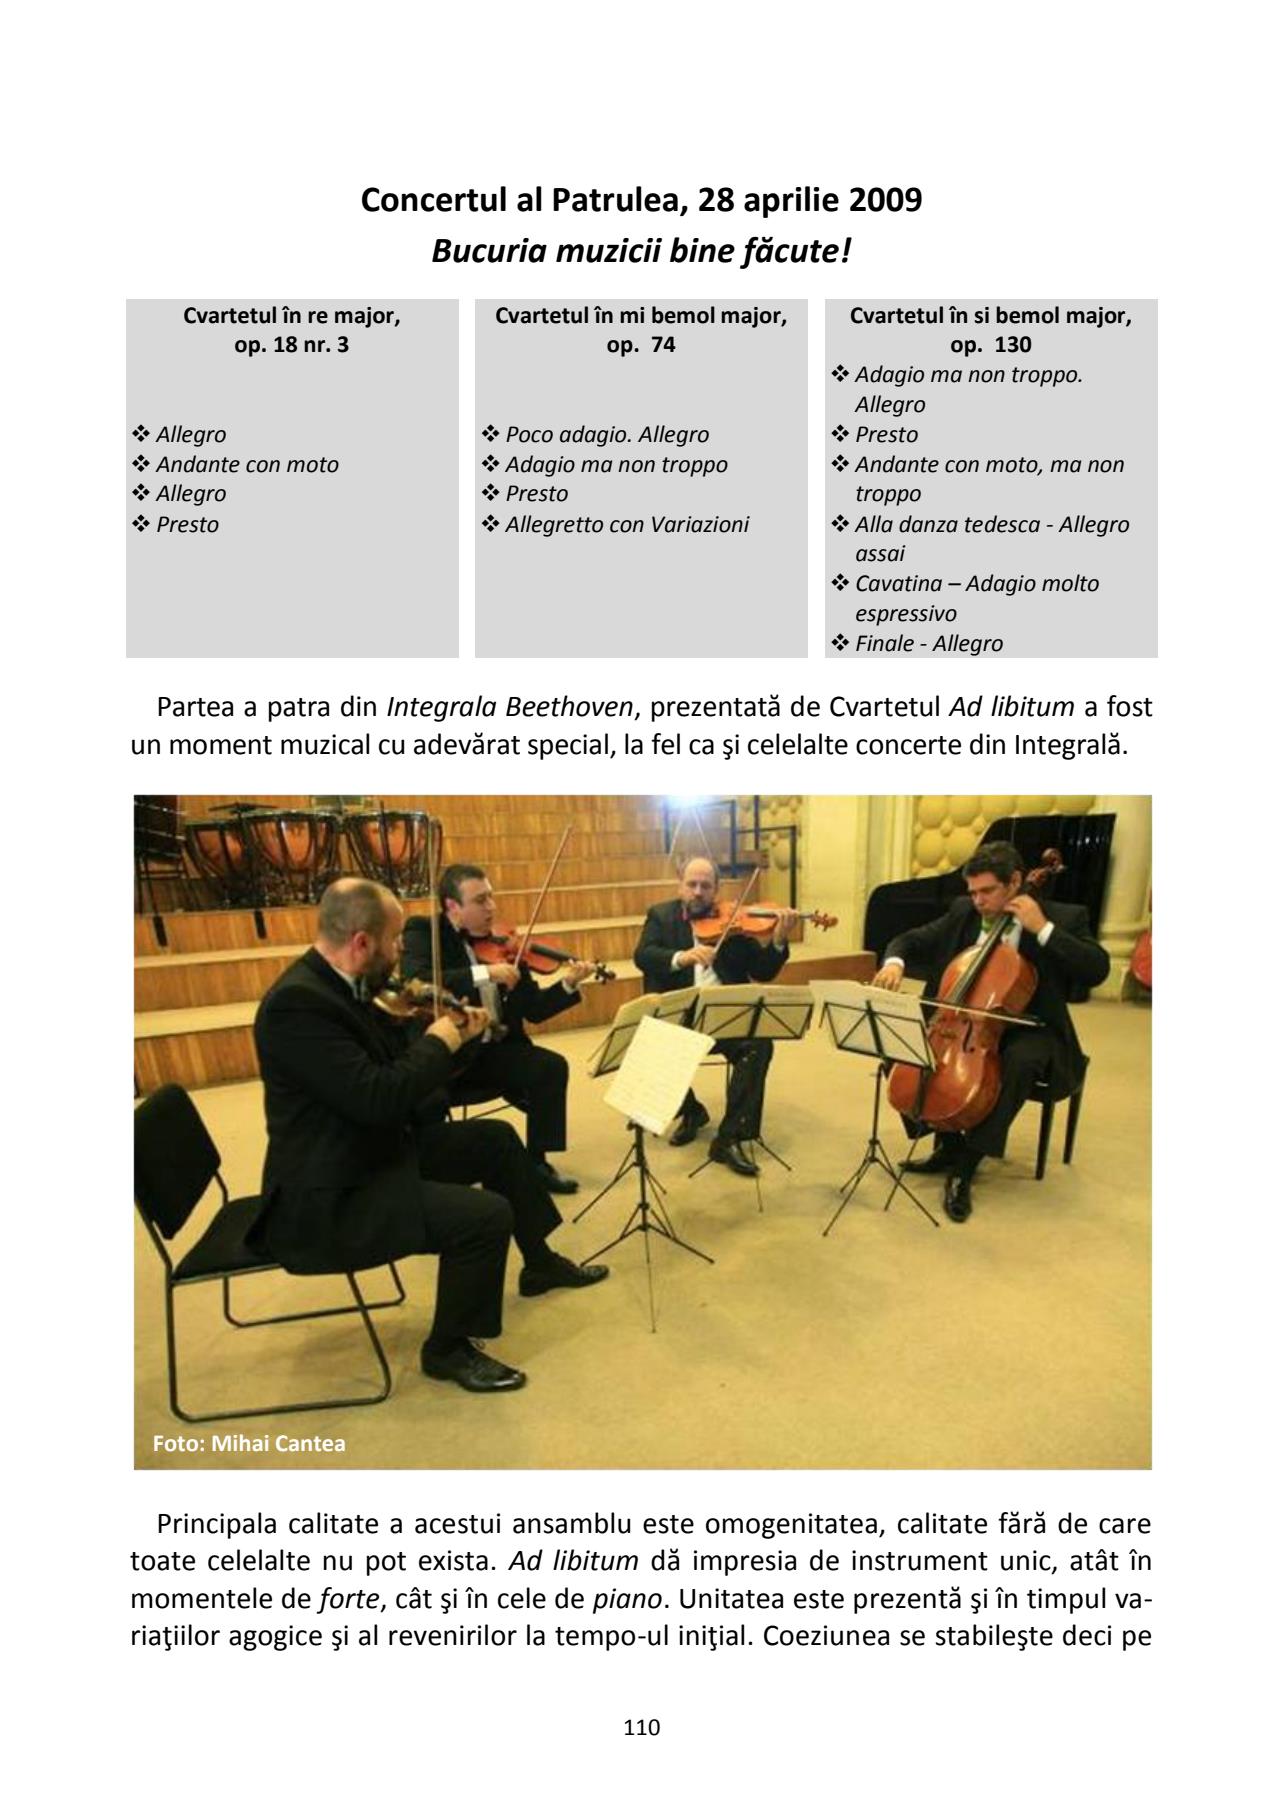 Concertul al Patrulea, 28 aprilie 2009
Bucuria muzicii bine făcute!
Cvartetul în re major,
op. 18 nr. 3
❖ Allegro
❖ Andante con moto
❖ Allegro
❖ Presto
Cvartetul în mi bemol major,
op. 74
❖ Poco adagio. Allegro
❖ Adagio ma non troppo
❖ Presto
❖ Allegretto con Variazioni
Cvartetul în si bemol major,
op. 130
❖ Adagio ma non troppo.
Allegro
❖ Presto
❖ Andante con moto, ma non
troppo
❖ Alla danza tedesca - Allegro
assai
❖ Cavatina – Adagio molto
espressivo
❖ Finale - Allegro
Partea a patra din Integrala Beethoven, prezentată de Cvartetul Ad libitum a fost
un moment muzical cu adevărat special, la fel ca şi celelalte concerte din Integrală.
Foto: Mihai Cantea
Principala calitate a acestui ansamblu este omogenitatea, calitate fără de care
toate celelalte nu pot exista. Ad libitum dă impresia de instrument unic, atât în
momentele de forte, cât şi în cele de piano. Unitatea este prezentă şi în timpul va-
riaţiilor agogice şi al revenirilor la tempo-ul iniţial. Coeziunea se stabileşte deci pe
110